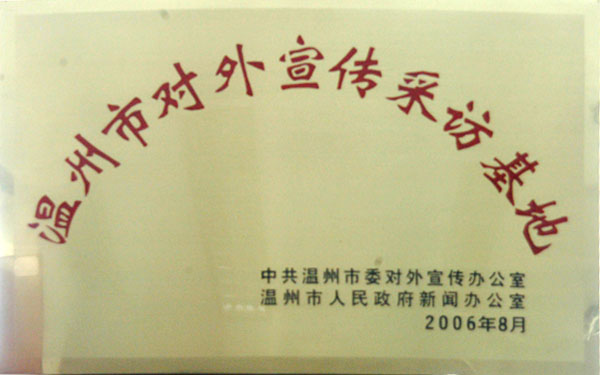 温州市对外宣传采访基地
中共温州市委对外宣传办公室
温州市人民政府新闻办公室
2006年8月